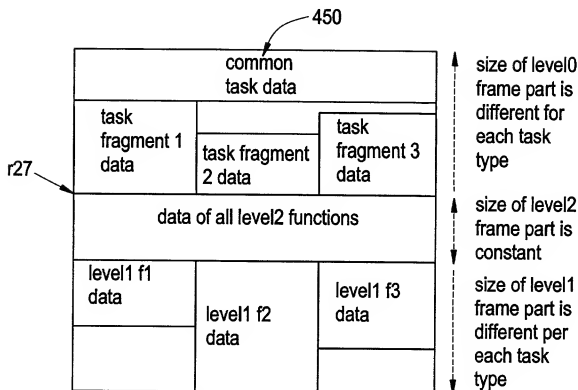 450
common
task data
task
fragment 1
data
task fragment
2 data
task
fragment 3
data
size of level0
frame part is
different for
each task
type
r27
data of all level2 functions
size of level2
frame part is
constant
level1 f1
data
level1 f2
data
level1 f3
data
size of level1
frame part is
different per
each task
type